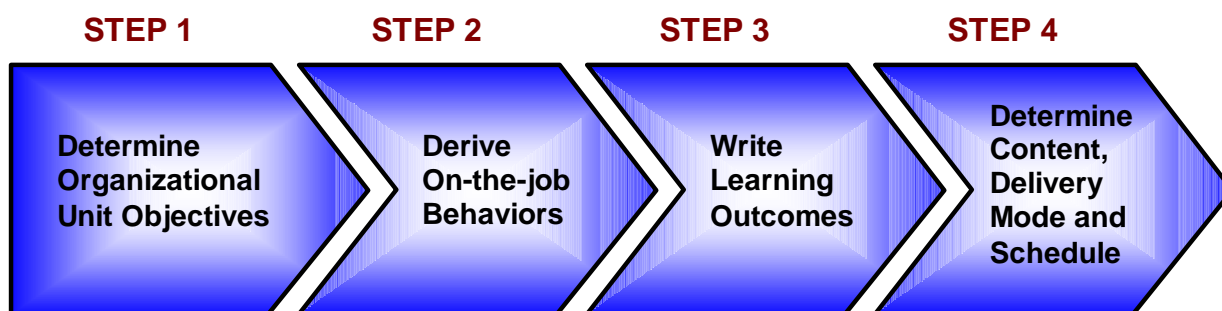 STEP 1
Determine
Organizational
Unit Objectives
STEP 2
Derive
On-the-job
Behaviors
STEP 3
Write
Learning
Outcomes
STEP 4
Determine
Content,
Delivery
Mode and
Schedule